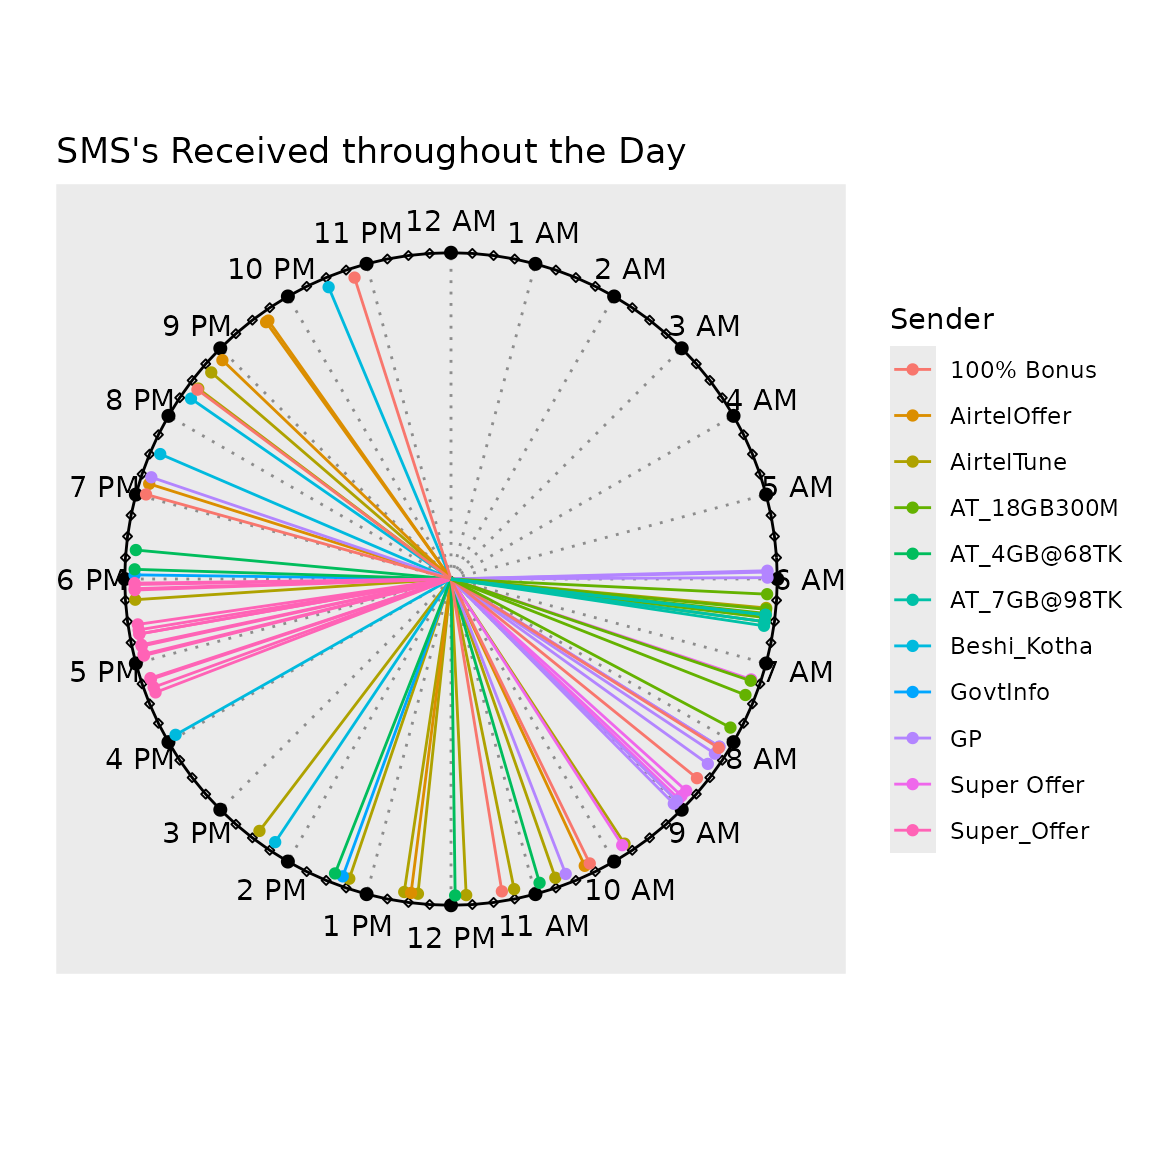 SMS's Received throughout the Day
12 AM
1 AM
2 AM
3 AM
4 AM
5 AM
6 AM
7 AM
8 AM
9 AM
10 AM
11 AM
12 PM
1 PM
2 PM
3 PM
4 PM
5 PM
6 PM
7 PM
8 PM
9 PM
10 PM
11 PM
Sender
100% Bonus
AirtelOffer
AirtelTune
AT_18GB300M
AT_4GB@68TK
AT_7GB@98TK
Beshi_Kotha
GovtInfo
GP
Super Offer
Super_Offer